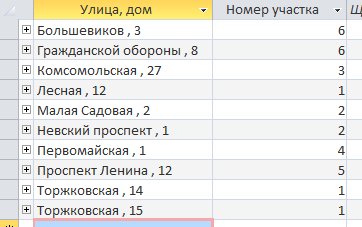 Улица, дом Номер участка Щ
Большевиков , 3 6
Гражданской обороны , 8 6
Комсомольская , 27 3
Лесная , 12 1
Малая Садовая , 2 2
Невский проспект , 1 2
Первомайская , 1 4
Проспект Ленина , 12 5
Торжковская , 14 1
Торжковская , 15 1